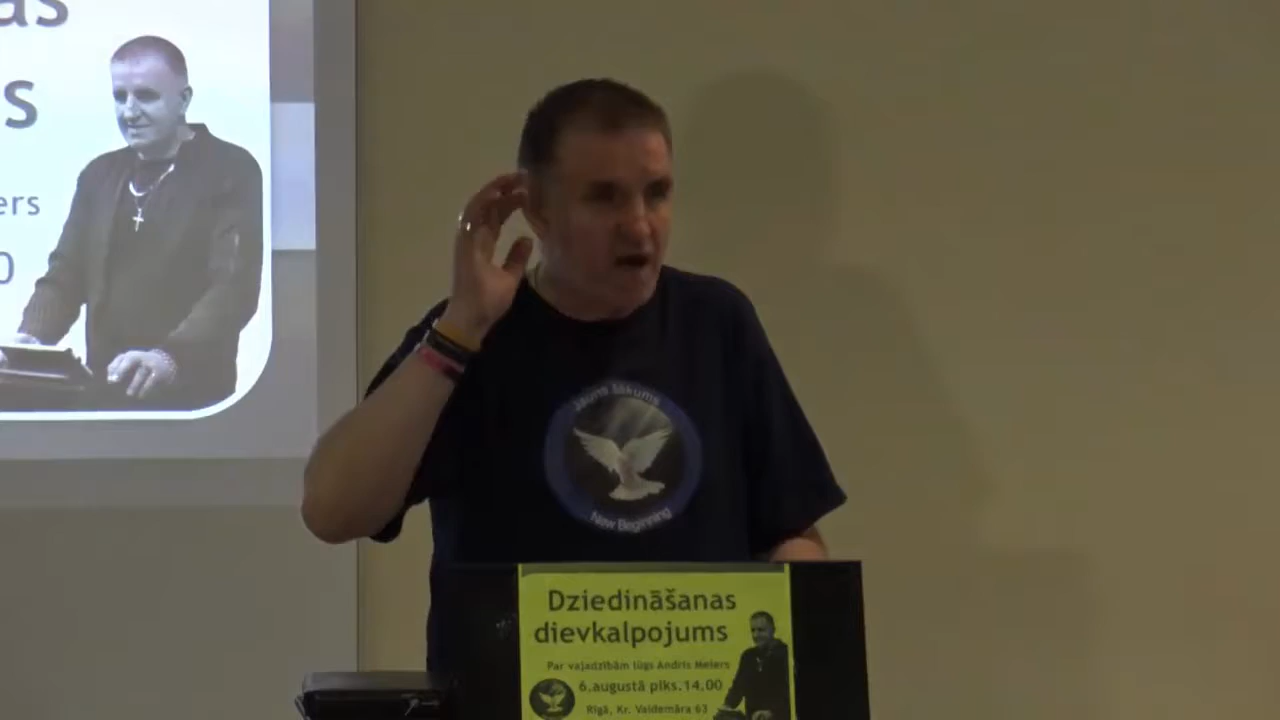 as
s
ers
0
Jauns sākums
New Beginning
Dziedināšanas
dievkalpojums
Par vajadzībām lūgs Andris Meiers
6.augustā plks.14.00
Rīgā, Kr. Valdemāra 63